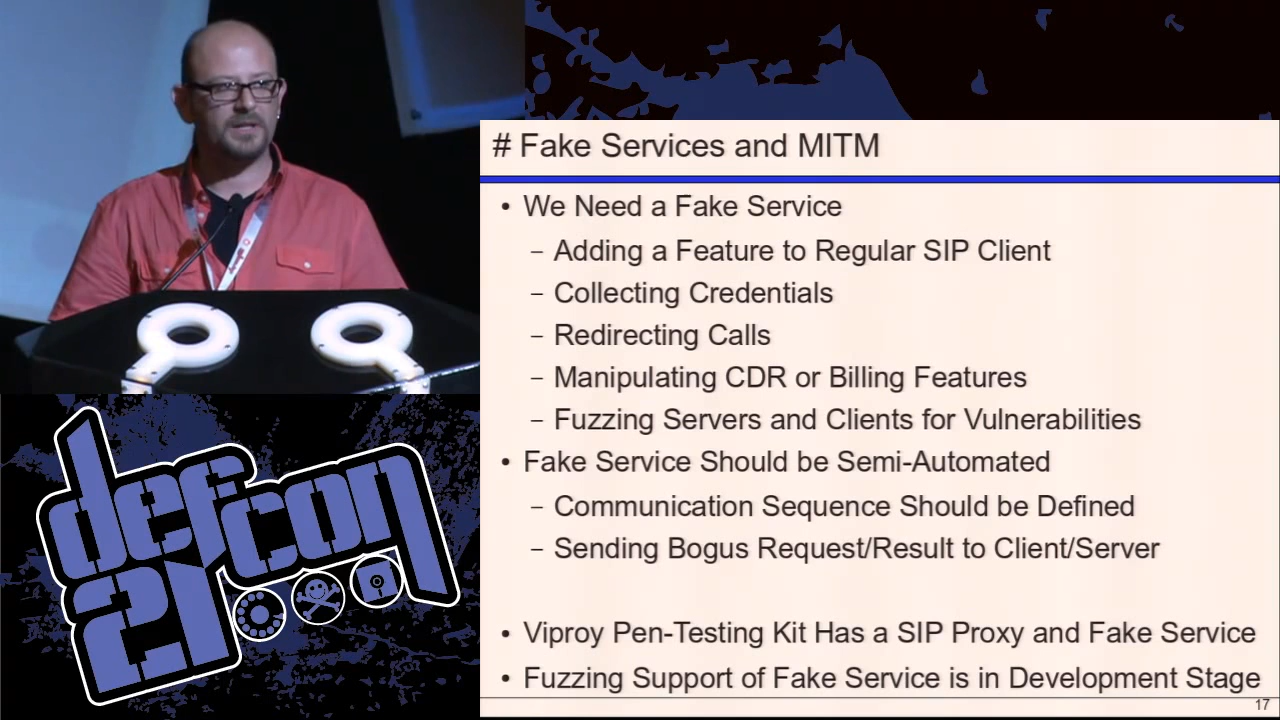 # Fake Services and MITM
• We Need a Fake Service
– Adding a Feature to Regular SIP Client
– Collecting Credentials
– Redirecting Calls
– Manipulating CDR or Billing Features
– Fuzzing Servers and Clients for Vulnerabilities
• Fake Service Should be Semi-Automated
– Communication Sequence Should be Defined
– Sending Bogus Request/Result to Client/Server
• Viproy Pen-Testing Kit Has a SIP Proxy and Fake Service
• Fuzzing Support of Fake Service is in Development Stage
17
defcon
21